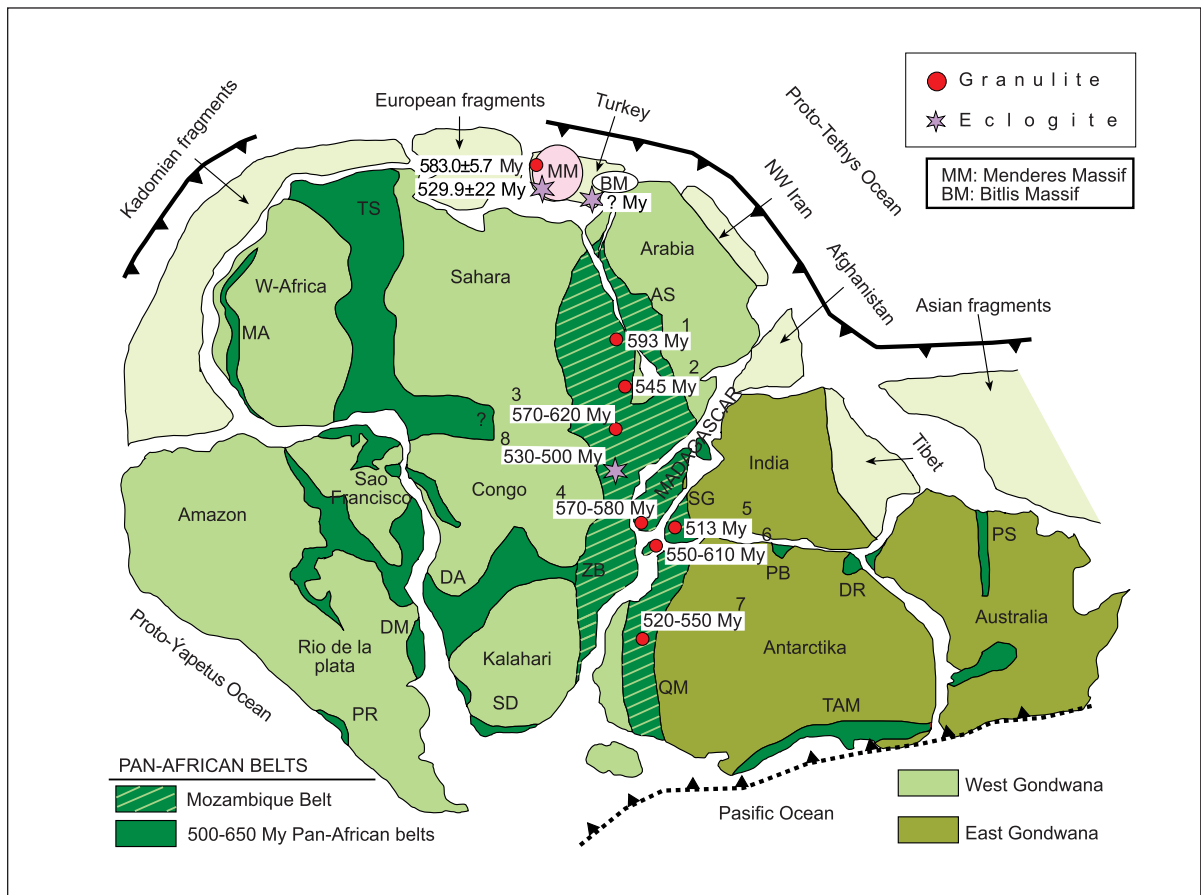 Granulite
Eclogite
MM: Menderes Massif
BM: Bitlis Massif
Kadomian fragments
European fragments
Turkey
Proto-Tethys Ocean
NW Iran
Afghanistan
Asian fragments
583.0±5.7 My
529.9±22 My
MM
BM
? My
TS
Sahara
Arabia
W-Africa
MA
AS
1
593 My
2
545 My
3
570-620 My
?
8
530-500 My
MADAGASCAR
India
Tibet
Amazon
Sao
Francisco
Congo
4
570-580 My
SG
5
513 My
6
550-610 My
PS
DA
ZB
PB
DR
7
520-550 My
Australia
DM
Rio de la
plata
Kalahari
Antarktika
Proto-Yapetus Ocean
PR
SD
QM
TAM
PAN-AFRICAN BELTS
Mozambique Belt
500-650 My Pan-African belts
Pasific Ocean
West Gondwana
East Gondwana